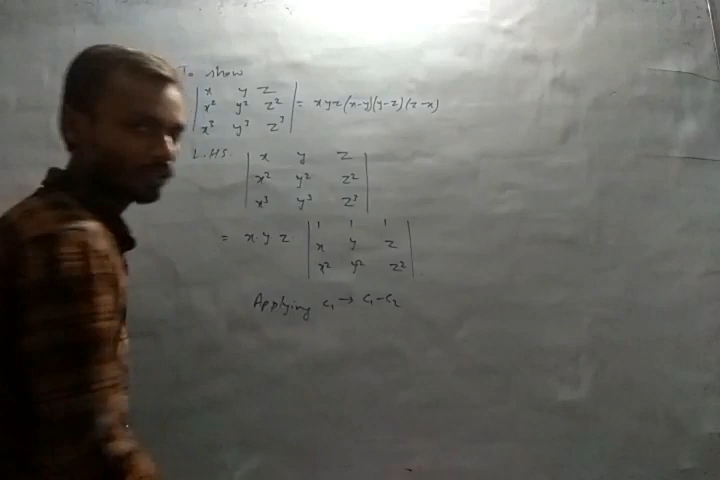 To show
| x y z |
| x² y² z² | = xyz(x-y)(y-z)(z-x)
| x³ y³ z³ |
L.H.S.
| x y z |
| x² y² z² |
| x³ y³ z³ |
= x.y z
| 1 1 1 |
| x y z |
| x² y² z² |
Applying C₁ → C₁-C₂